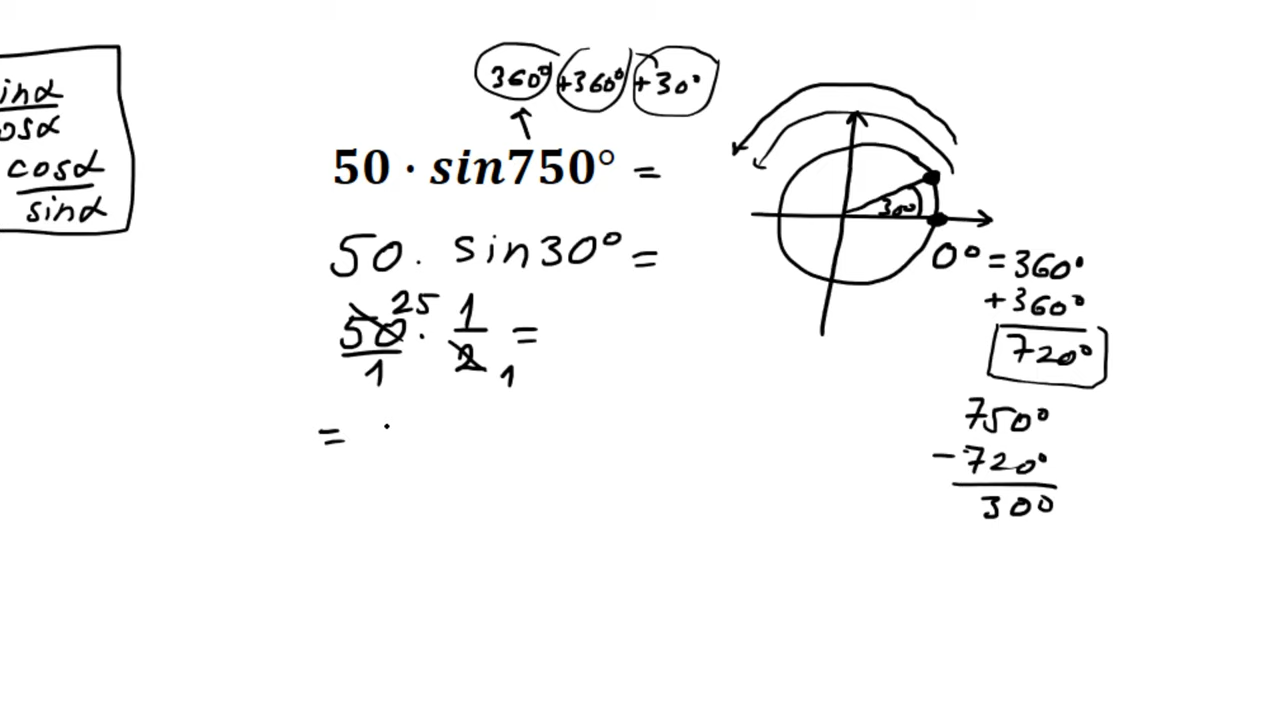 360° +360° +30°
50 · sin750° =
50 · sin30° =
50 25 · 1 =
1 2 1
=
inα
osα
cosα
sinα
30°
0° = 360°
+360°
720°
750°
-720°
30°